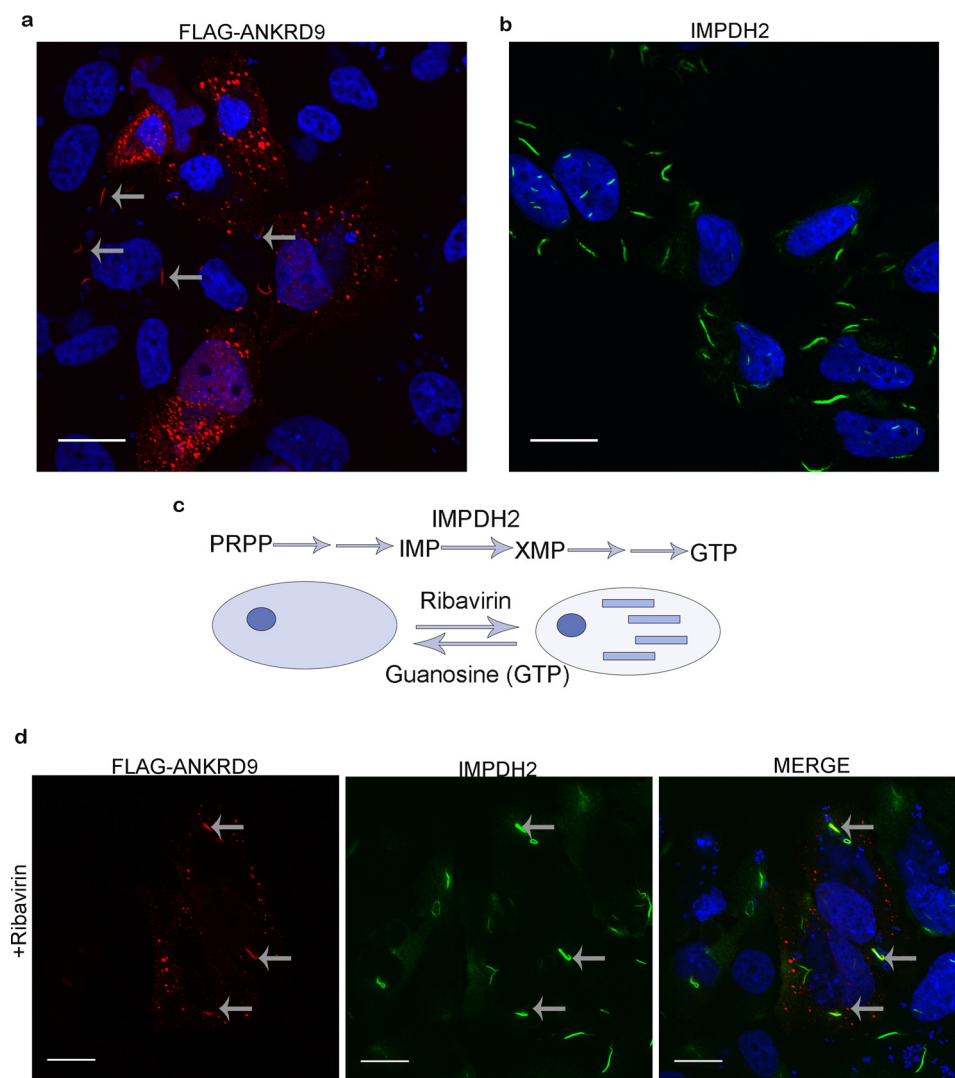 a
FLAG-ANKRD9
b
IMPDH2
c
IMPDH2
PRPP IMP XMP GTP
Ribavirin
Guanosine (GTP)
d
FLAG-ANKRD9
IMPDH2
MERGE
+Ribavirin